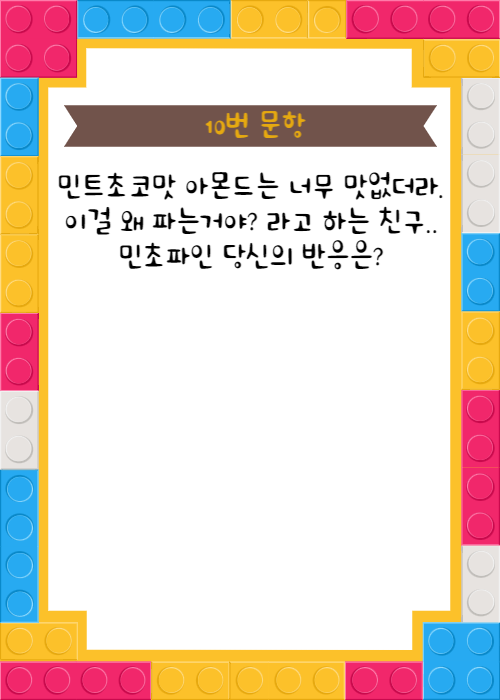 10번 문항
민트초코맛 아몬드는 너무 맛없더라.
이걸 왜 파는거야? 라고 하는 친구..
민초파인 당신의 반응은?